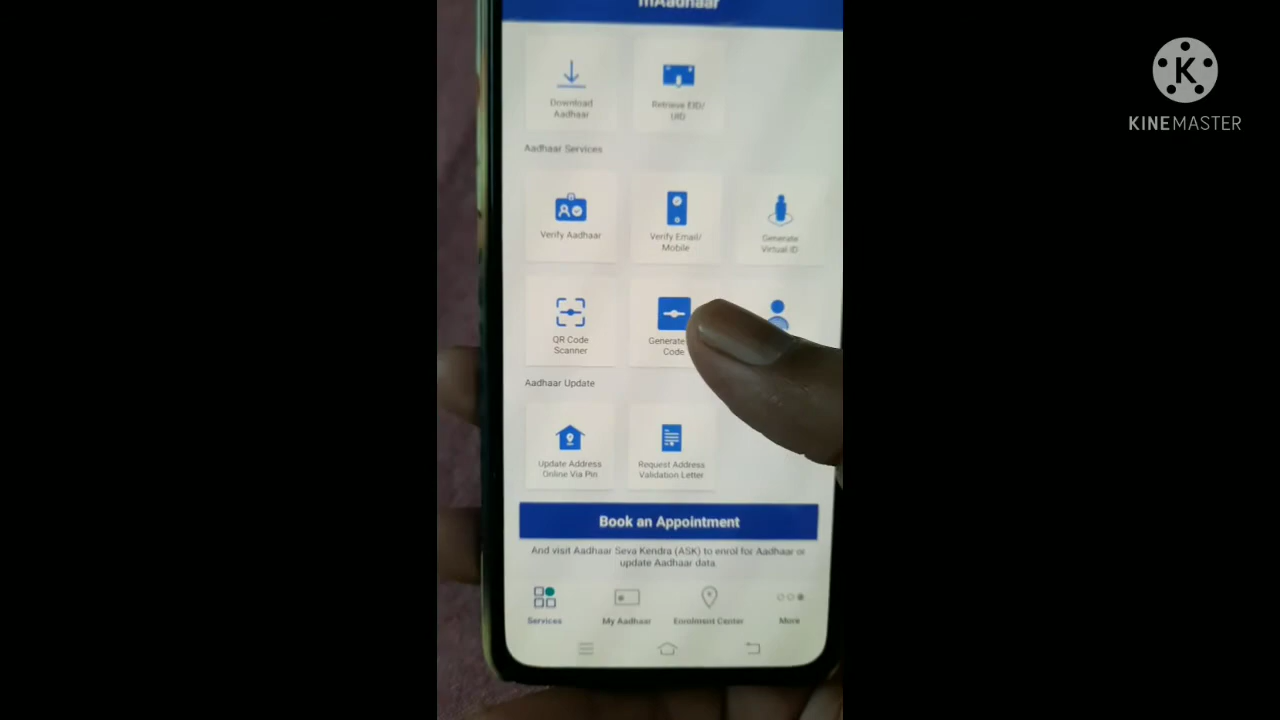 mAadhaar
Download
Aadhaar
Retrieve EID/
UID
Aadhaar Services
Verify Aadhaar
Verify Email/
Mobile
Generate
Virtual ID
QR Code
Scanner
Generate
Code
Aadhaar Update
Update Address
Online Via Pin
Request Address
Validation Letter
Book an Appointment
And visit Aadhaar Seva Kendra (ASK) to enrol for Aadhaar or
update Aadhaar data.
Services
My Aadhaar
Enrolment Center
More
K
KINEMASTER